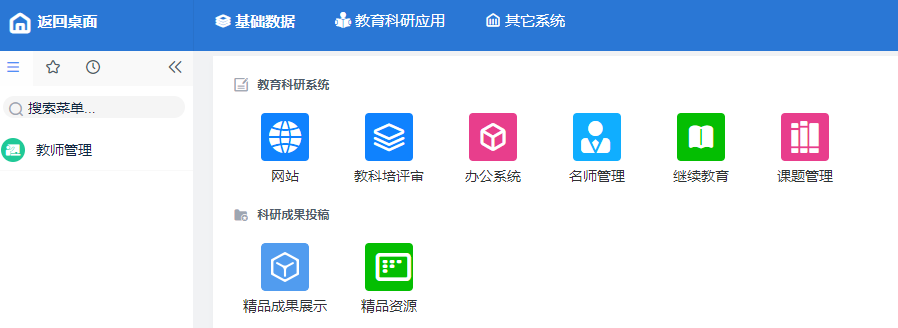 返回桌面
基础数据
教育科研应用
其它系统
搜索菜单...
教师管理
教育科研系统
网站
教科培评审
办公系统
名师管理
继续教育
课题管理
科研成果投稿
精品成果展示
精品资源